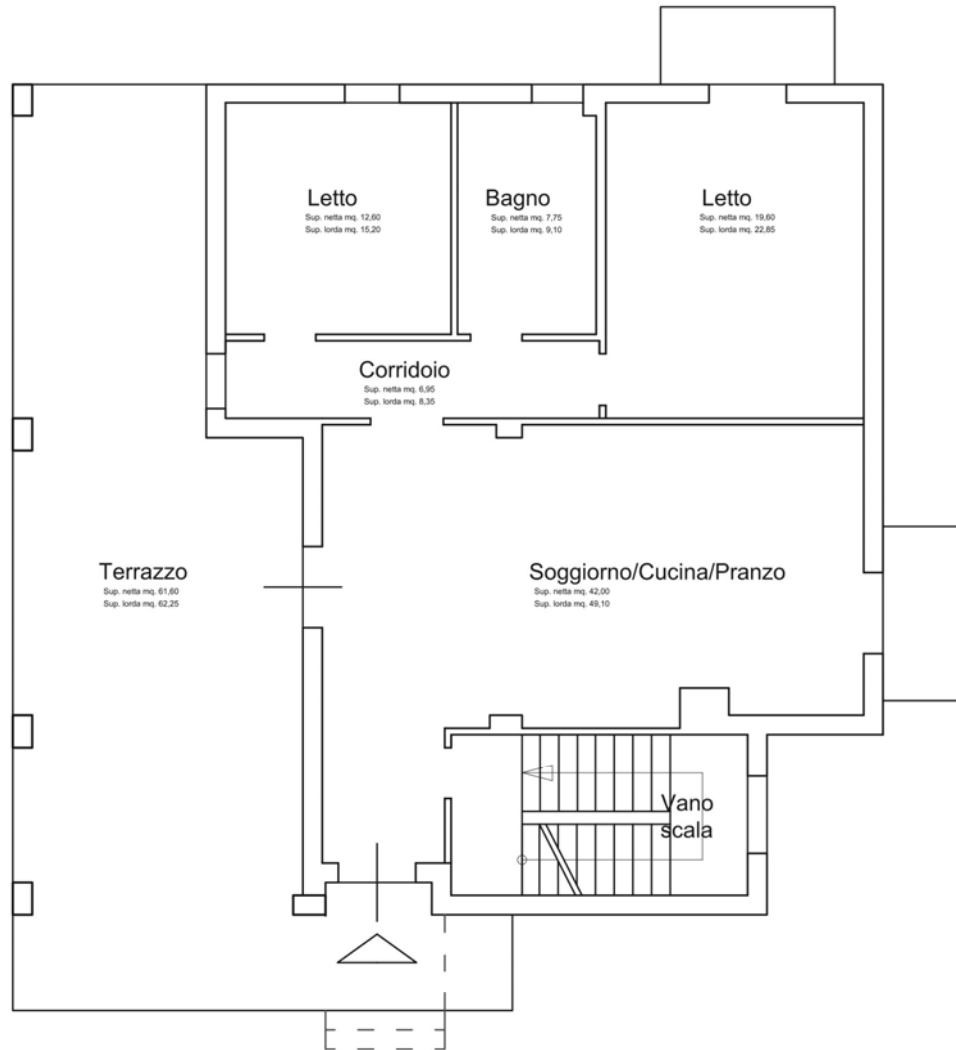 Letto
Sup. netta mq. 12,60
Sup. lorda mq. 15,20
Bagno
Sup. netta mq. 7,75
Sup. lorda mq. 9,10
Letto
Sup. netta mq. 19,60
Sup. lorda mq. 22,85
Corridoio
Sup. netta mq. 6,95
Sup. lorda mq. 8,35
Terrazzo
Sup. netta mq. 61,60
Sup. lorda mq. 62,25
Soggiorno/Cucina/Pranzo
Sup. netta mq. 42,00
Sup. lorda mq. 49,10
Vano
scala